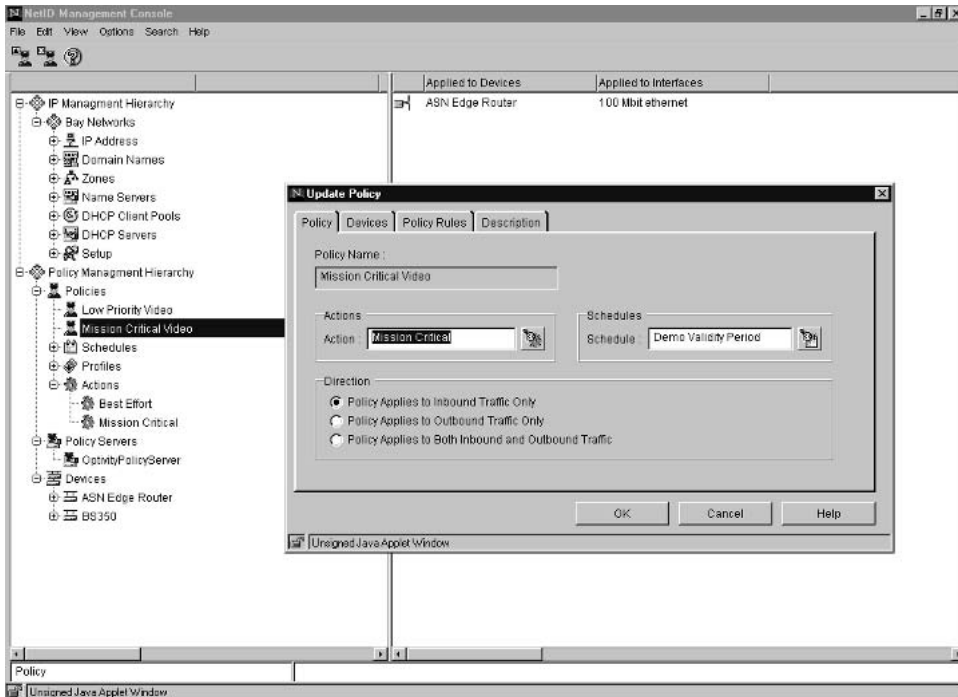 NetID Management Console
File Edit View Options Search Help
Applied to Devices Applied to Interfaces
ASN Edge Router 100 Mbit ethernet
IP Managment Hierarchy
Bay Networks
IP Address
Domain Names
Zones
Name Servers
DHCP Client Pools
DHCP Servers
Setup
Policy Managment Hierarchy
Policies
Low Priority Video
Mission Critical Video
Schedules
Profiles
Actions
Best Effort
Mission Critical
Policy Servers
OptivityPolicyServer
Devices
ASN Edge Router
BS350
Update Policy
Policy Devices Policy Rules Description
Policy Name :
Mission Critical Video
Actions
Action : Mission Critical
Schedules
Schedule : Demo Validity Period
Direction
Policy Applies to Inbound Traffic Only
Policy Applies to Outbound Traffic Only
Policy Applies to Both Inbound and Outbound Traffic
OK Cancel Help
Unsigned Java Applet Window
Policy
Unsigned Java Applet Window